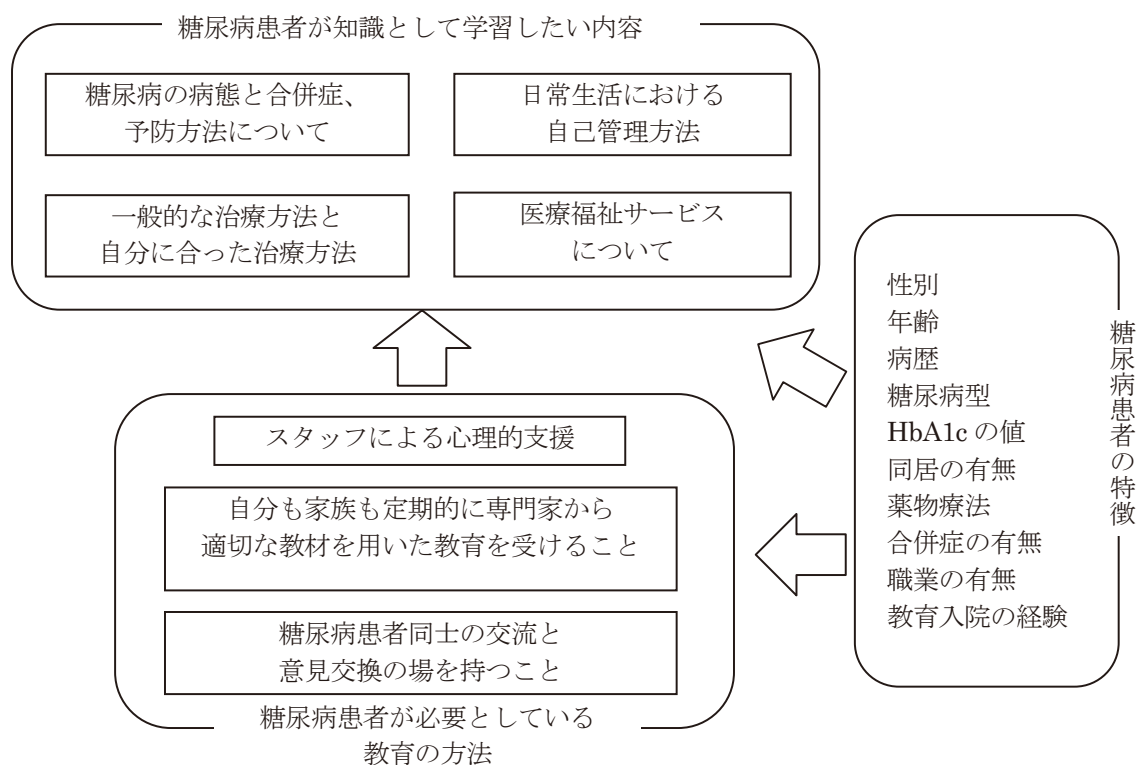 糖尿病患者が知識として学習したい内容
糖尿病の病態と合併症、
予防方法について
日常生活における
自己管理方法
一般的な治療方法と
自分に合った治療方法
医療福祉サービス
について
スタッフによる心理的支援
自分も家族も定期的に専門家から
適切な教材を用いた教育を受けること
糖尿病患者同士の交流と
意見交換の場を持つこと
糖尿病患者が必要としている
教育の方法
性別
年齢
病歴
糖尿病型
HbA1c の値
同居の有無
薬物療法
合併症の有無
職業の有無
教育入院の経験
糖尿病患者の特徴